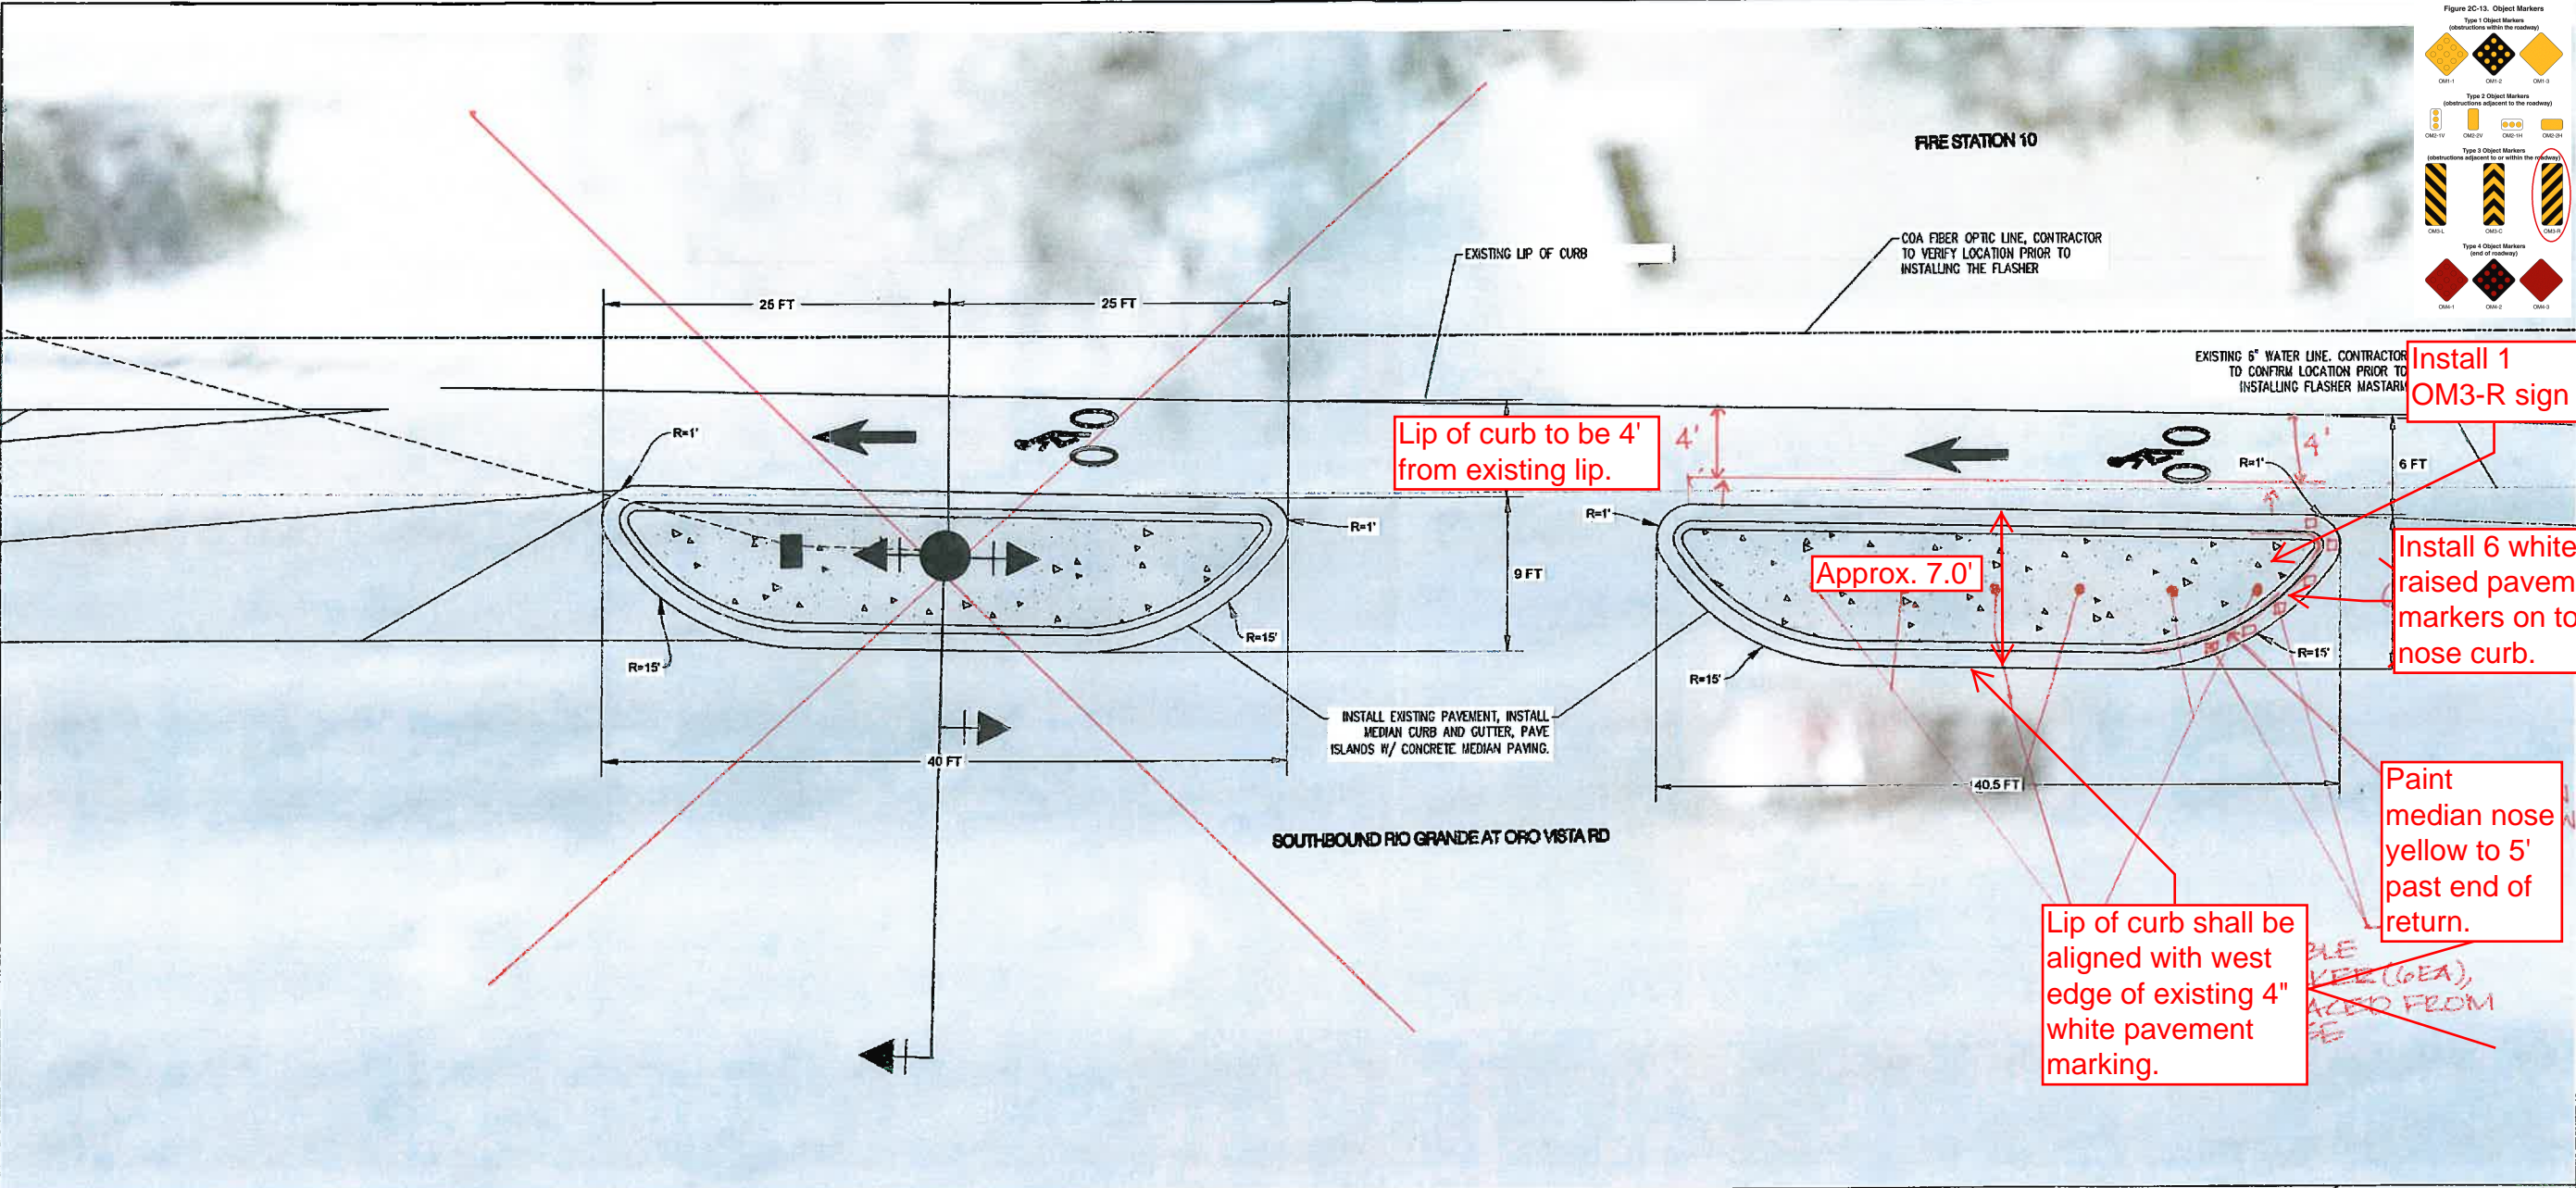 Figure 2C-13. Object Markers
Type 1 Object Markers
(obstructions within the roadway)
OM1-1
OM1-2
OM1-3
Type 2 Object Markers
(obstructions adjacent to the roadway)
OM2-1V
OM2-2V
OM2-1H
OM2-2H
Type 3 Object Markers
(obstructions adjacent to or within the roadway)
OM3-L
OM3-C
OM3-R
Type 4 Object Markers
(end of roadway)
OM4-1
OM4-2
OM4-3
FIRE STATION 10
EXISTING LIP OF CURB
COA FIBER OPTIC LINE, CONTRACTOR
TO VERIFY LOCATION PRIOR TO
INSTALLING THE FLASHER
25 FT
25 FT
EXISTING 6" WATER LINE. CONTRACTOR
TO CONFIRM LOCATION PRIOR TO
INSTALLING FLASHER MASTARM
Install 1
OM3-R sign
R=1'
Lip of curb to be 4'
from existing lip.
4'
4'
R=1'
6 FT
R=1'
R=1'
9 FT
Approx. 7.0'
Install 6 white
raised pavem
markers on to
nose curb.
R=15'
R=15'
R=15'
R=15'
INSTALL EXISTING PAVEMENT, INSTALL
MEDIAN CURB AND GUTTER, PAVE
ISLANDS W/ CONCRETE MEDIAN PAVING.
40 FT
40.5 FT
SOUTHBOUND RIO GRANDE AT ORO VISTA RD
Paint
median nose
yellow to 5'
past end of
return.
Lip of curb shall be
aligned with west
edge of existing 4"
white pavement
marking.
BLE
KER (6EA),
ACED FROM